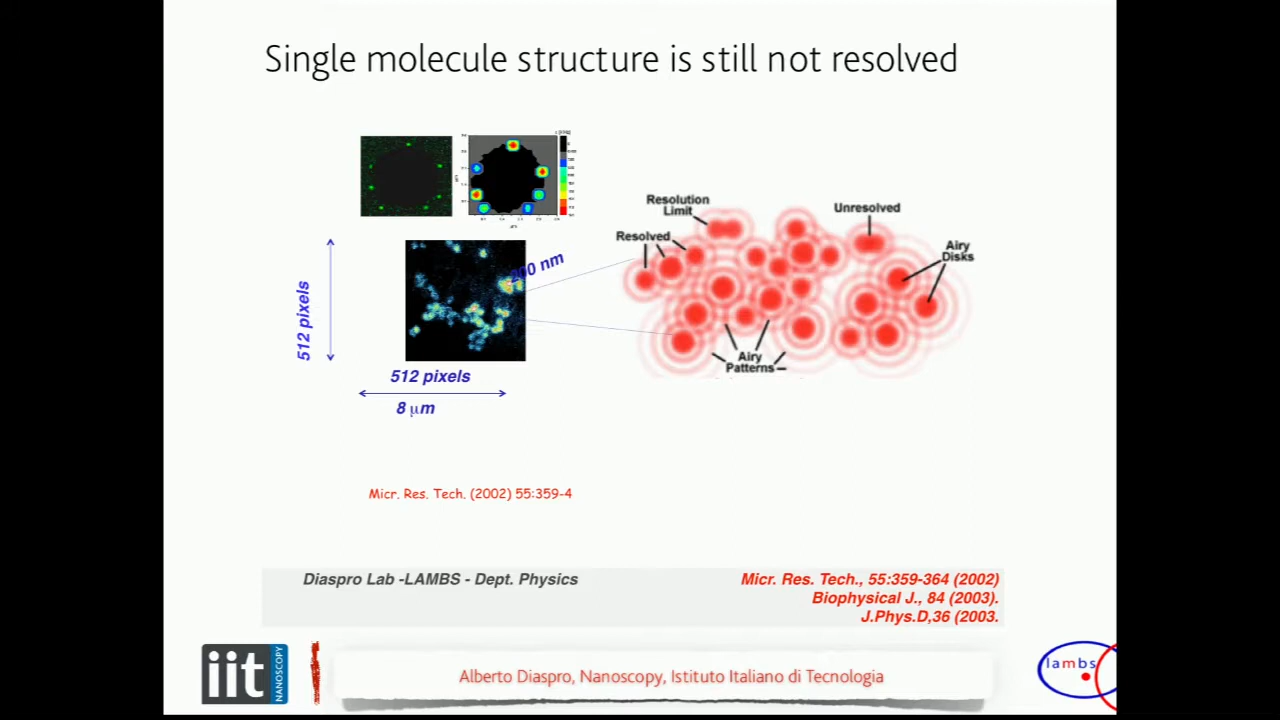 Single molecule structure is still not resolved
Resolution
Limit
Unresolved
Resolved
Airy
Disks
00 nm
512 pixels
Airy
Patterns
512 pixels
8 μm
Micr. Res. Tech. (2002) 55:359-4
Diaspro Lab -LAMBS - Dept. Physics
Micr. Res. Tech., 55:359-364 (2002)
Biophysical J., 84 (2003).
J.Phys.D,36 (2003.
iit
NANOSCOPY
Alberto Diaspro, Nanoscopy, Istituto Italiano di Tecnologia
lambs